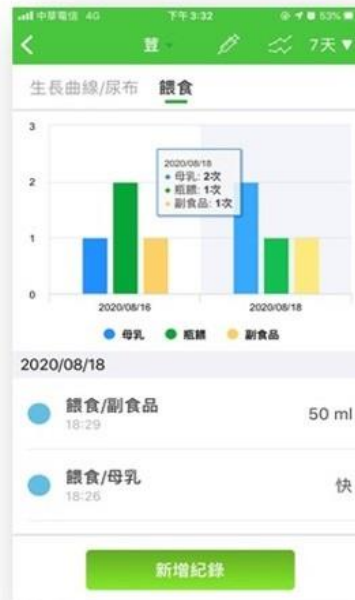 中華電信 4G 下午 3:32 53%
荳 7天▼
生長曲線/尿布 餵食
3
2020/08/18
母乳: 2次
2
瓶餵: 1次
副食品: 1次
1
0
2020/08/16 2020/08/18
母乳 瓶餵 副食品
2020/08/18
餵食/副食品 50 ml
18:29
餵食/母乳 快
18:26
新增紀錄